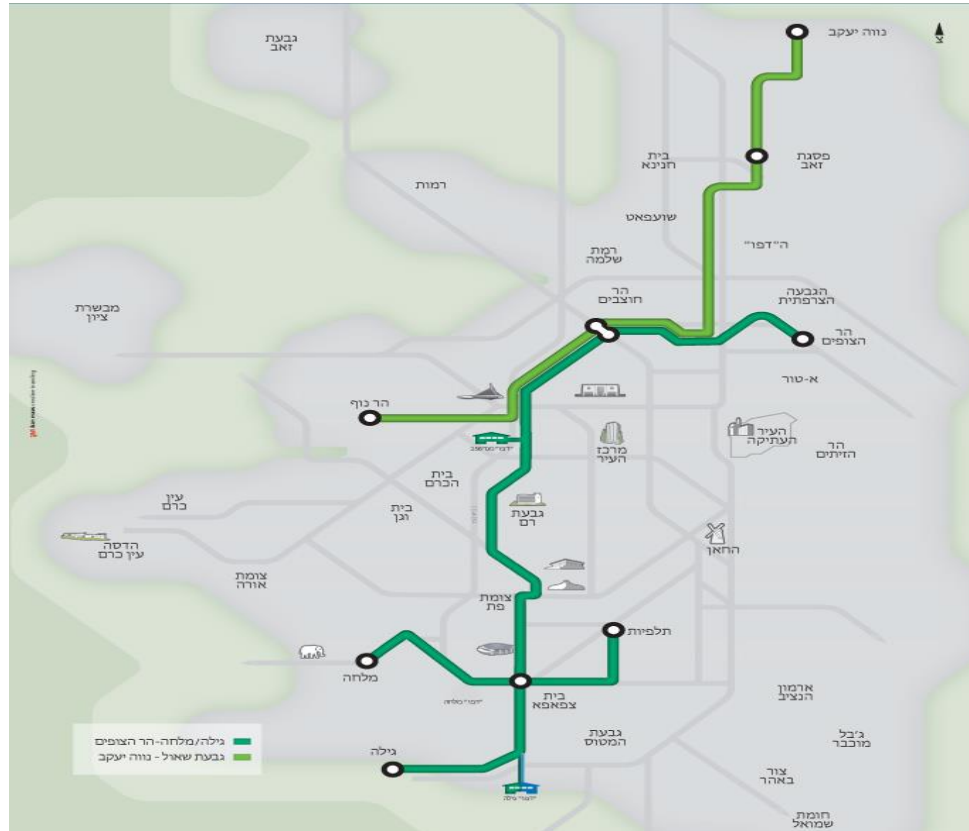 נווה יעקב
גבעת
זאב
בית
חנינא
פסגת
זאב
רמות
שועפאט
ה"דפו"
רמת
שלמה
הר
חוצבים
הגבעה
הצרפתית
מבשרת
ציון
הר
הצופים
א-טור
הר נוף
העיר
העתיקה
הר
הזיתים
מרכז
העיר
בית
הכרם
עין
כרם
בית
וגן
גבעת
רם
הדסה
עין כרם
החאן
צומת
אורה
צומת
פת
תלפיות
מלחה
בית
צפאפא
ארמון
הנציב
גבעת
המטוס
ג'בל
מוכבר
גילה/מלחה-הר הצופים
גבעת שאול - נווה יעקב
גילה
צור
באהר
חומת
שמואל